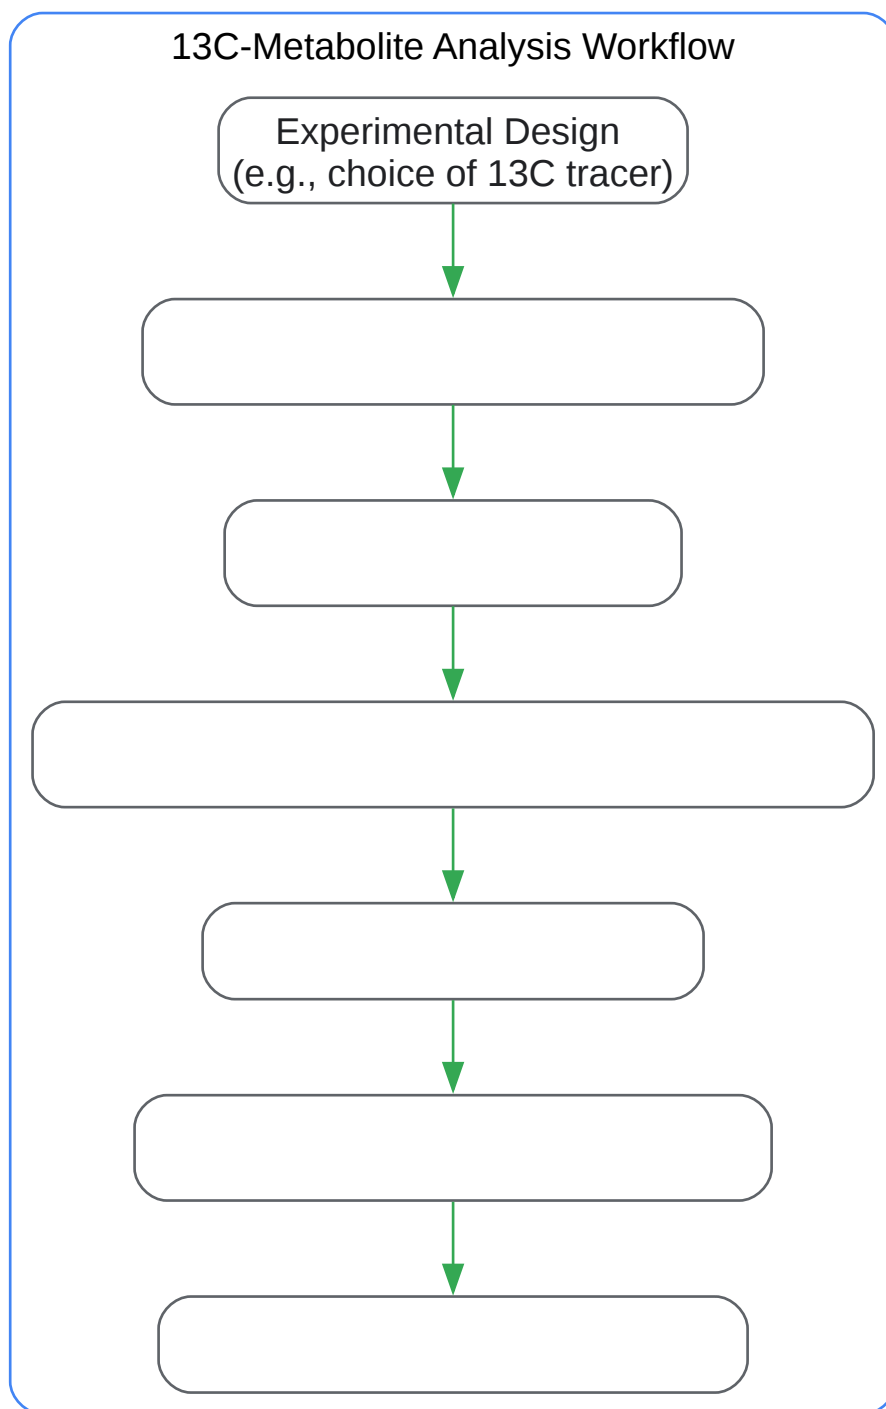 13C-Metabolite Analysis Workflow
Experimental Design
(e.g., choice of 13C tracer)